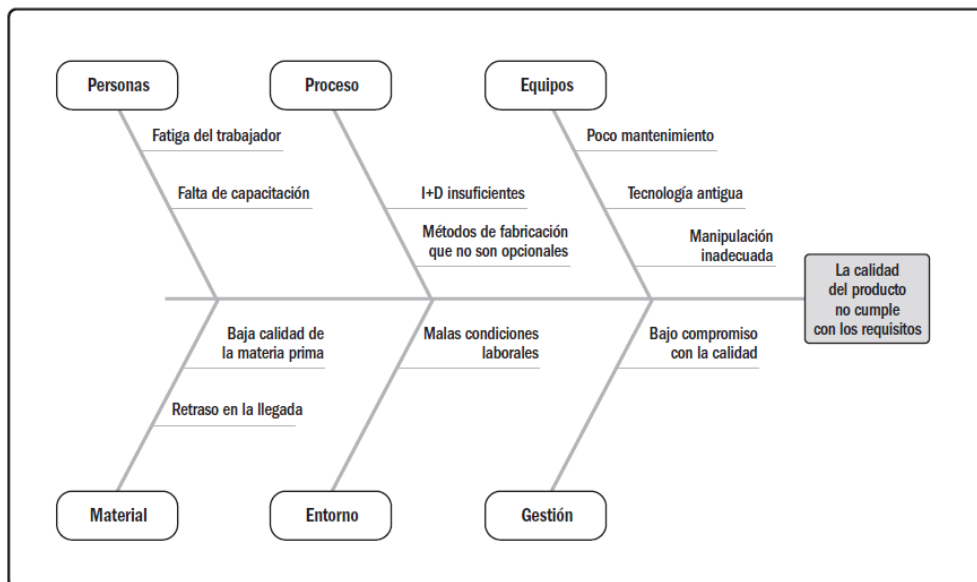 Personas
Proceso
Equipos
Fatiga del trabajador
Poco mantenimiento
Falta de capacitación
I+D insuficientes
Tecnología antigua
Métodos de fabricación
que no son opcionales
Manipulación
inadecuada
La calidad
del producto
no cumple
con los requisitos
Baja calidad de
la materia prima
Malas condiciones
laborales
Bajo compromiso
con la calidad
Retraso en la llegada
Material
Entorno
Gestión